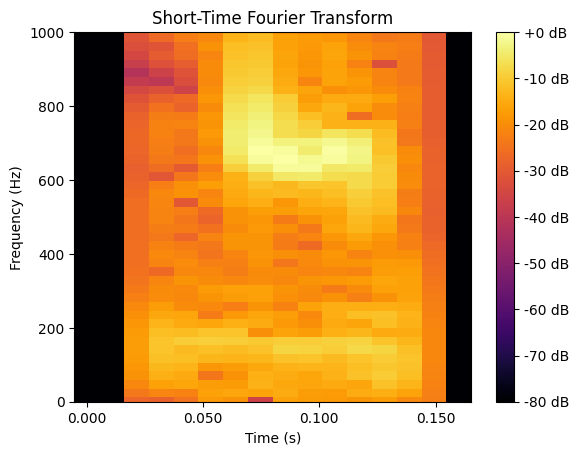 Short-Time Fourier Transform
1000
800
600
400
200
0
Frequency (Hz)
0.000
0.050
0.100
0.150
Time (s)
+0 dB
-10 dB
-20 dB
-30 dB
-40 dB
-50 dB
-60 dB
-70 dB
-80 dB